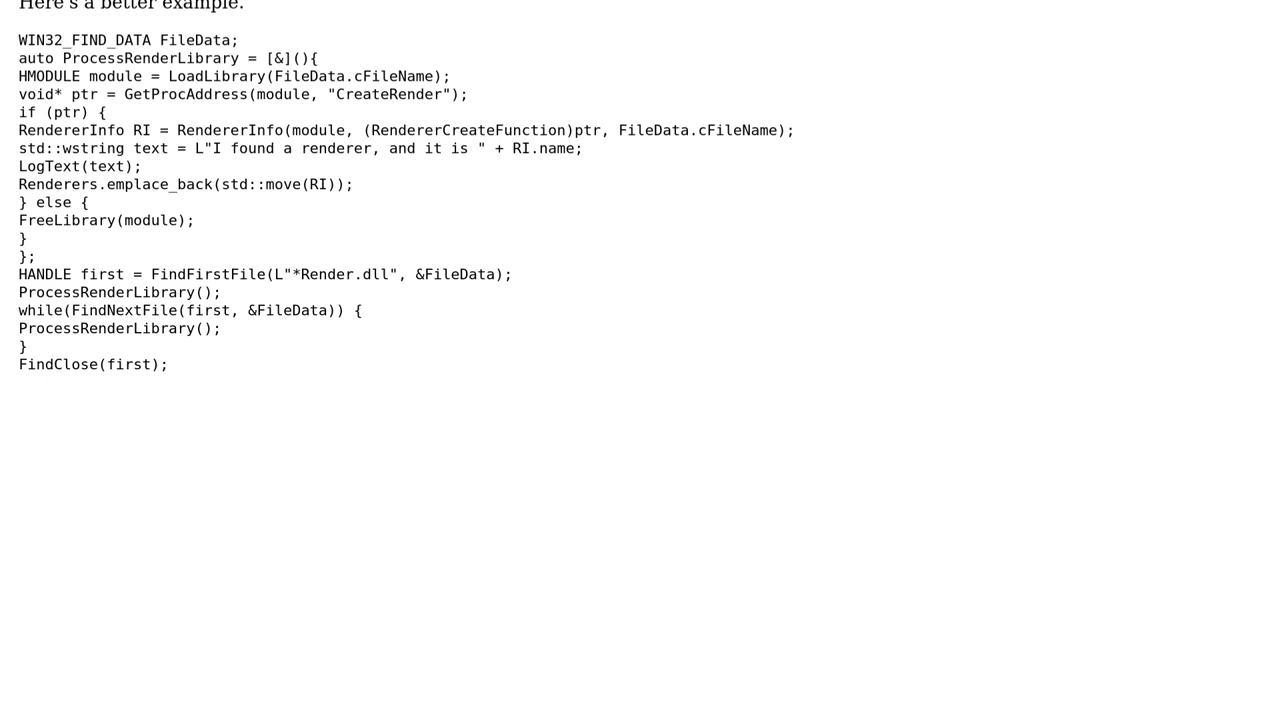 Here's a better example.
WIN32_FIND_DATA FileData;
auto ProcessRenderLibrary = [&](){
HMODULE module = LoadLibrary(FileData.cFileName);
void* ptr = GetProcAddress(module, "CreateRender");
if (ptr) {
RendererInfo RI = RendererInfo(module, (RendererCreateFunction)ptr, FileData.cFileName);
std::wstring text = L"I found a renderer, and it is " + RI.name;
LogText(text);
Renderers.emplace_back(std::move(RI));
} else {
FreeLibrary(module);
}
};
HANDLE first = FindFirstFile(L"*Render.dll", &FileData);
ProcessRenderLibrary();
while(FindNextFile(first, &FileData)) {
ProcessRenderLibrary();
}
FindClose(first);